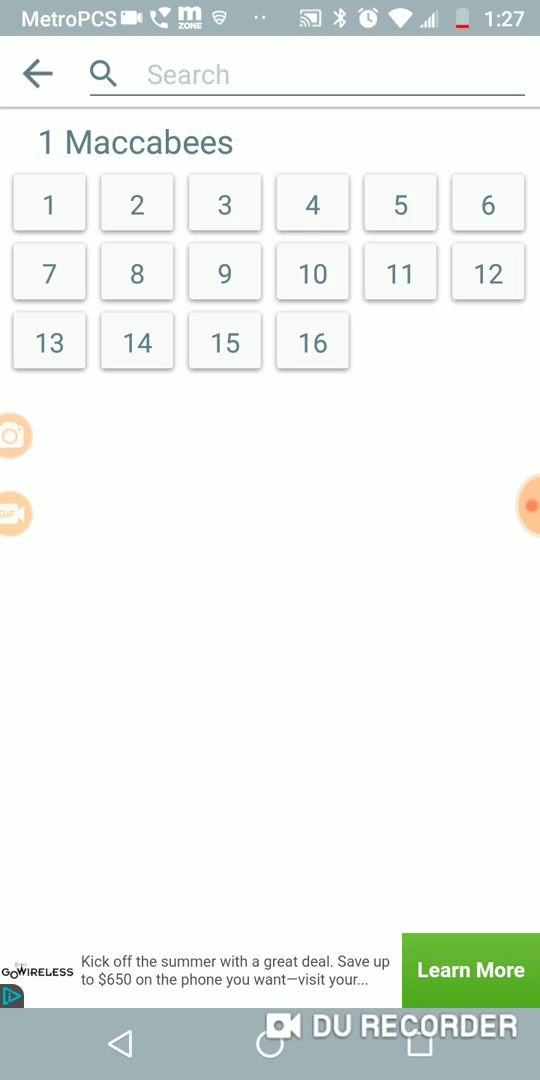 MetroPCS m ZONE 1:27
Search
1 Maccabees
1 2 3 4 5 6
7 8 9 10 11 12
13 14 15 16
GIF
GOWIRELESS
Kick off the summer with a great deal. Save up
to $650 on the phone you want—visit your...
Learn More
DU RECORDER